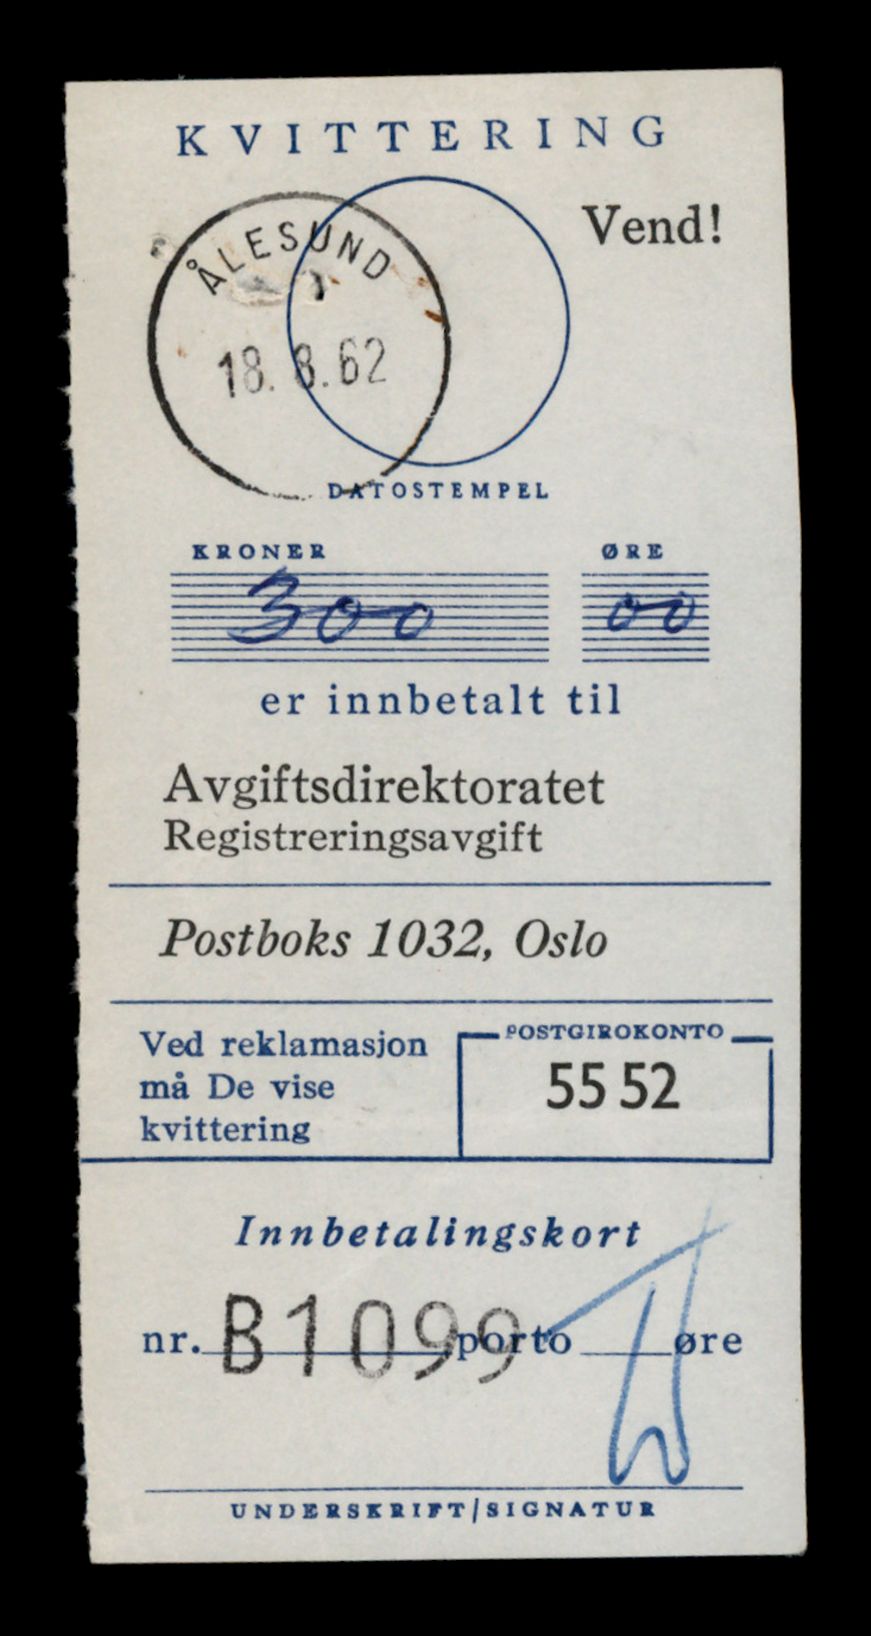 KVITTERING
Vend!
ÅLESUND
18. 8. 62
DATOSTEMPEL
KRONER ØRE
300 00
er innbetalt til
Avgiftsdirektoratet
Registreringsavgift
Postboks 1032, Oslo
Ved reklamasjon
må De vise
kvittering
POSTGIROKONTO
55 52
Innbetalingskort
nr. B1099 porto øre
UNDERSKRIFT/SIGNATUR